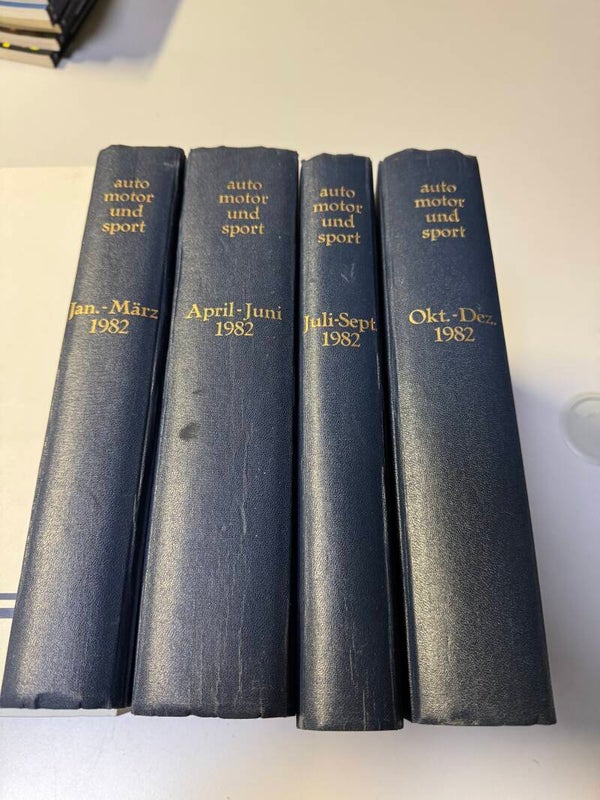 auto
motor
und
sport
Jan.-März
1982
auto
motor
und
sport
April-Juni
1982
auto
motor
und
sport
Juli-Sept.
1982
auto
motor
und
sport
Okt.-Dez.
1982